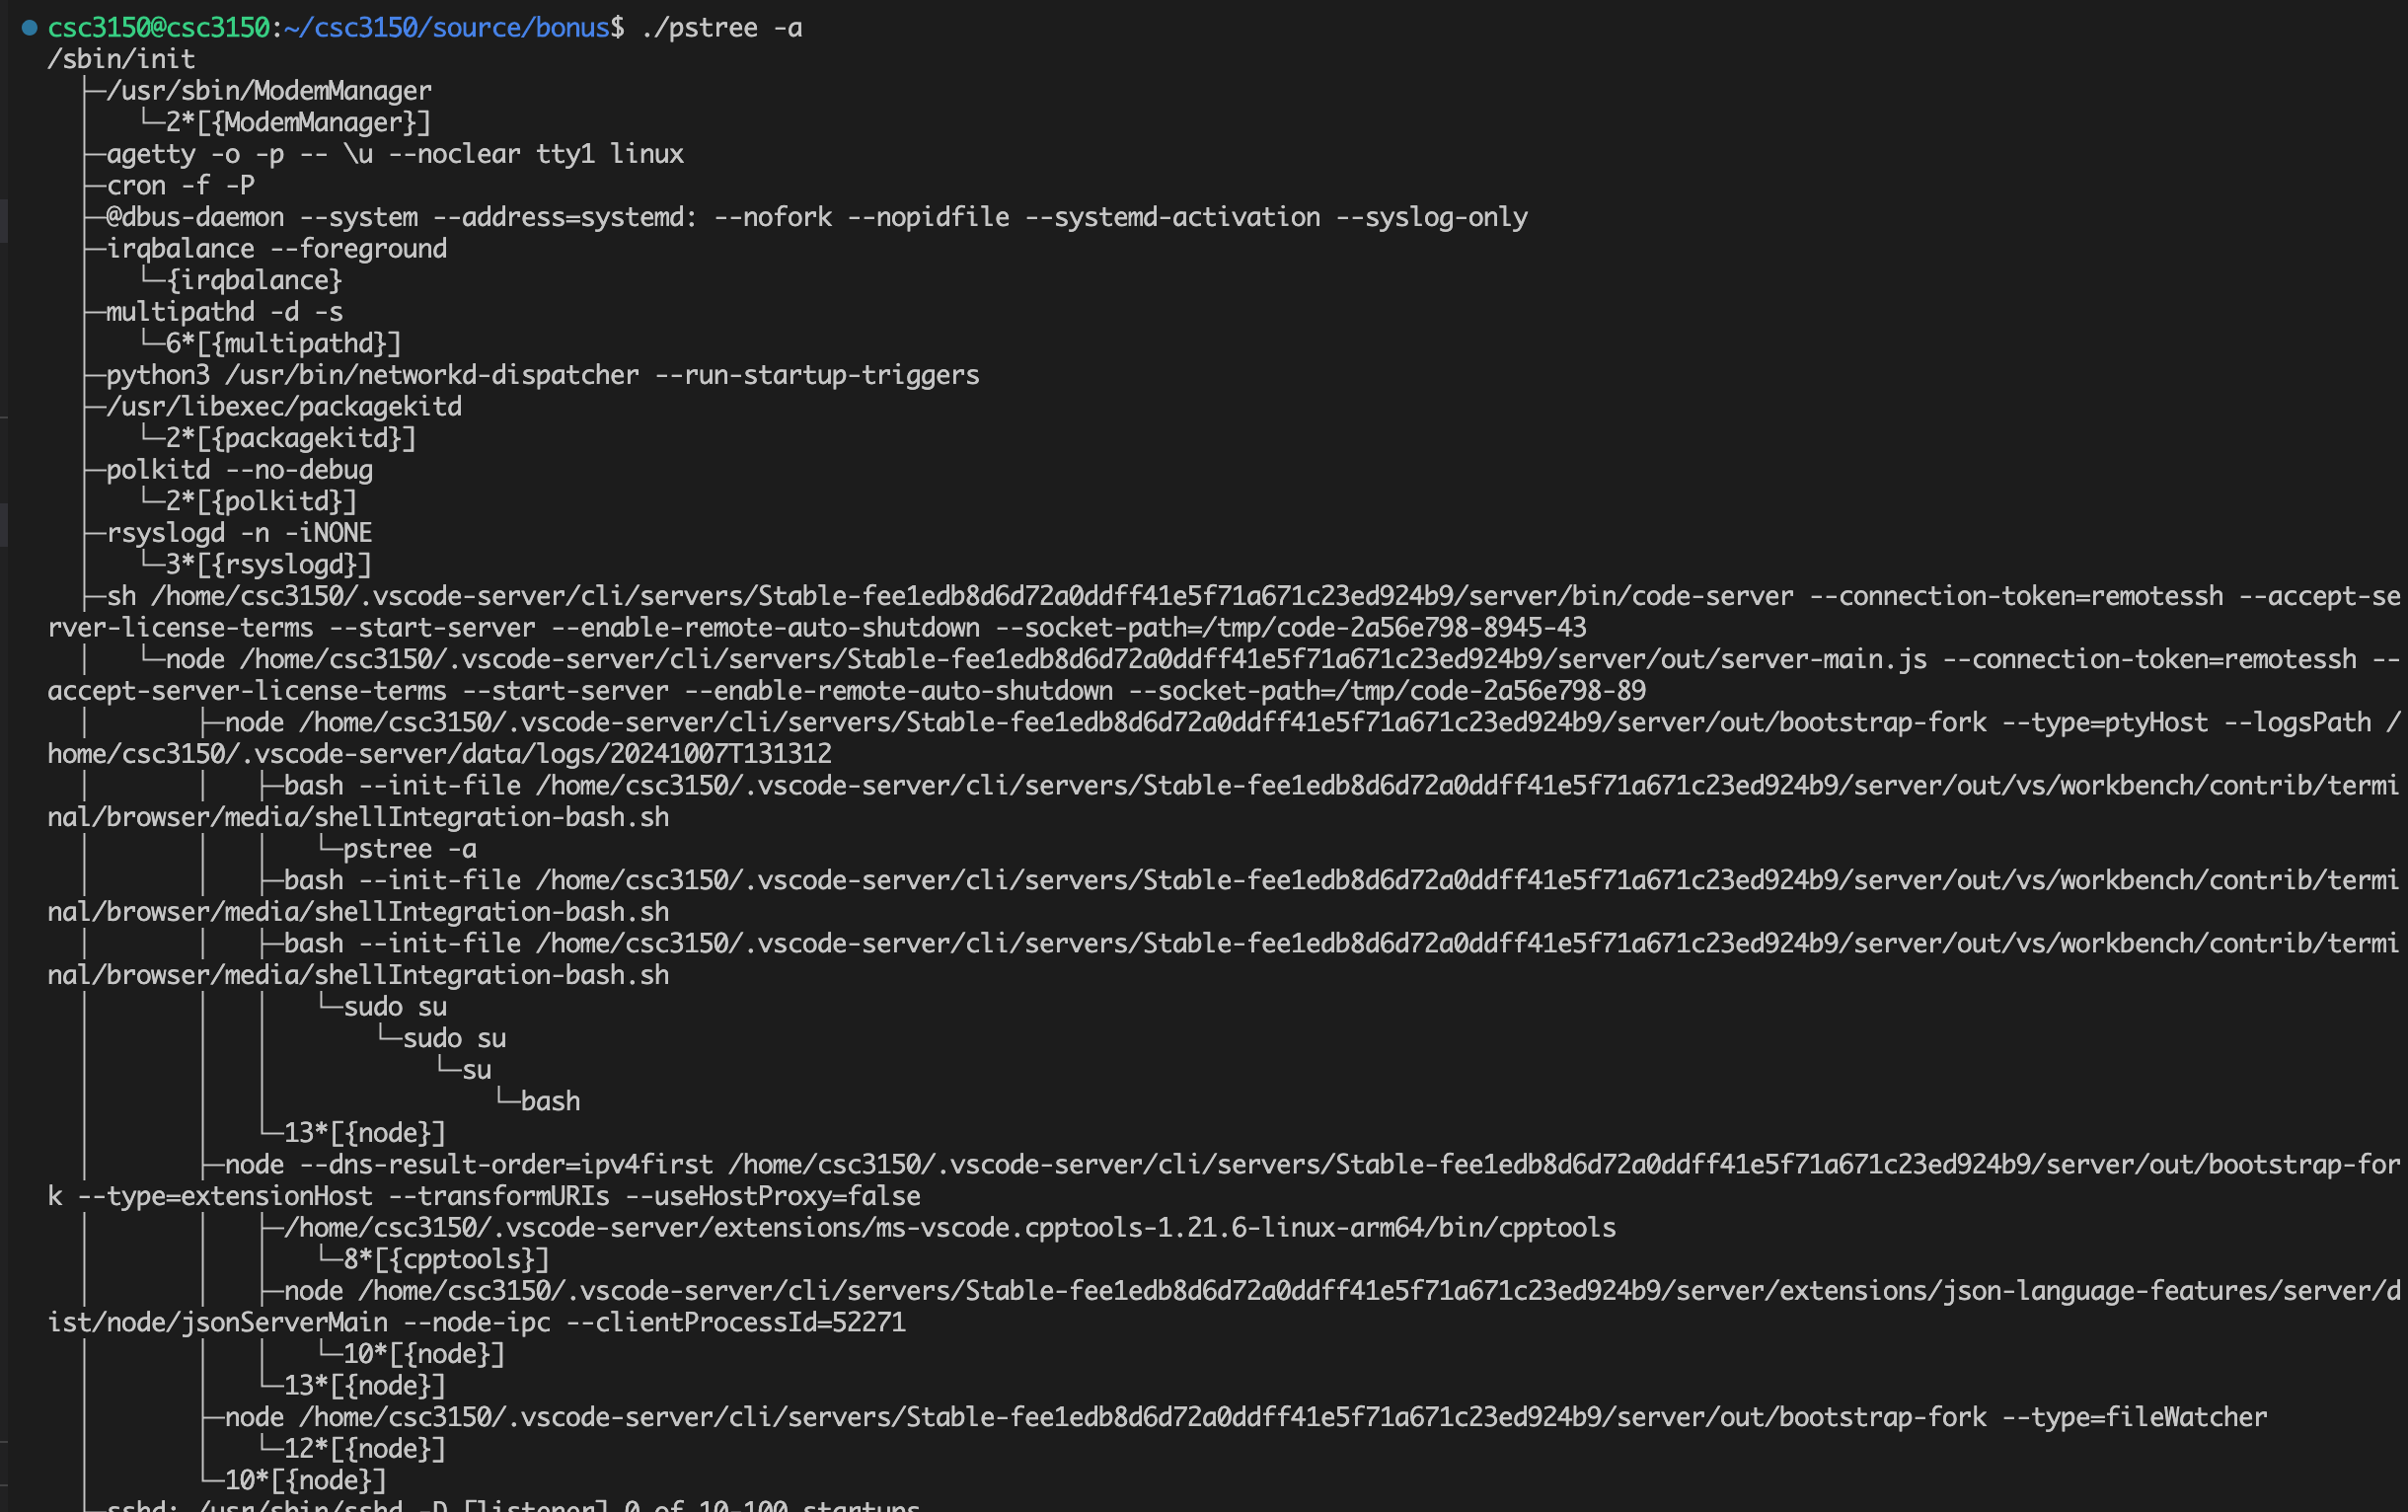 csc3150@csc3150:~/csc3150/source/bonus$ ./pstree -a
/sbin/init
  ├─/usr/sbin/ModemManager
  │   └─2*[{ModemManager}]
  ├─agetty -o -p -- \u --noclear tty1 linux
  ├─cron -f -P
  ├─@dbus-daemon --system --address=systemd: --nofork --nopidfile --systemd-activation --syslog-only
  ├─irqbalance --foreground
  │   └─{irqbalance}
  ├─multipathd -d -s
  │   └─6*[{multipathd}]
  ├─python3 /usr/bin/networkd-dispatcher --run-startup-triggers
  ├─/usr/libexec/packagekitd
  │   └─2*[{packagekitd}]
  ├─polkitd --no-debug
  │   └─2*[{polkitd}]
  ├─rsyslogd -n -iNONE
  │   └─3*[{rsyslogd}]
  ├─sh /home/csc3150/.vscode-server/cli/servers/Stable-fee1edb8d6d72a0ddff41e5f71a671c23ed924b9/server/bin/code-server --connection-token=remotessh --accept-se
rver-license-terms --start-server --enable-remote-auto-shutdown --socket-path=/tmp/code-2a56e798-8945-43
  │   └─node /home/csc3150/.vscode-server/cli/servers/Stable-fee1edb8d6d72a0ddff41e5f71a671c23ed924b9/server/out/server-main.js --connection-token=remotessh --
accept-server-license-terms --start-server --enable-remote-auto-shutdown --socket-path=/tmp/code-2a56e798-89
  │       ├─node /home/csc3150/.vscode-server/cli/servers/Stable-fee1edb8d6d72a0ddff41e5f71a671c23ed924b9/server/out/bootstrap-fork --type=ptyHost --logsPath /
home/csc3150/.vscode-server/data/logs/20241007T131312
  │       │   ├─bash --init-file /home/csc3150/.vscode-server/cli/servers/Stable-fee1edb8d6d72a0ddff41e5f71a671c23ed924b9/server/out/vs/workbench/contrib/termi
nal/browser/media/shellIntegration-bash.sh
  │       │   │   └─pstree -a
  │       │   ├─bash --init-file /home/csc3150/.vscode-server/cli/servers/Stable-fee1edb8d6d72a0ddff41e5f71a671c23ed924b9/server/out/vs/workbench/contrib/termi
nal/browser/media/shellIntegration-bash.sh
  │       │   ├─bash --init-file /home/csc3150/.vscode-server/cli/servers/Stable-fee1edb8d6d72a0ddff41e5f71a671c23ed924b9/server/out/vs/workbench/contrib/termi
nal/browser/media/shellIntegration-bash.sh
  │       │   │   └─sudo su
  │       │   │       └─sudo su
  │       │   │           └─su
  │       │   │               └─bash
  │       │   └─13*[{node}]
  │       ├─node --dns-result-order=ipv4first /home/csc3150/.vscode-server/cli/servers/Stable-fee1edb8d6d72a0ddff41e5f71a671c23ed924b9/server/out/bootstrap-for
k --type=extensionHost --transformURIs --useHostProxy=false
  │       │   ├─/home/csc3150/.vscode-server/extensions/ms-vscode.cpptools-1.21.6-linux-arm64/bin/cpptools
  │       │   │   └─8*[{cpptools}]
  │       │   ├─node /home/csc3150/.vscode-server/cli/servers/Stable-fee1edb8d6d72a0ddff41e5f71a671c23ed924b9/server/extensions/json-language-features/server/d
ist/node/jsonServerMain --node-ipc --clientProcessId=52271
  │       │   │   └─10*[{node}]
  │       │   └─13*[{node}]
  │       ├─node /home/csc3150/.vscode-server/cli/servers/Stable-fee1edb8d6d72a0ddff41e5f71a671c23ed924b9/server/out/bootstrap-fork --type=fileWatcher
  │       │   └─12*[{node}]
  │       └─10*[{node}]
  ├─sshd: /usr/sbin/sshd -D [listener] 0 of 10-100 startups